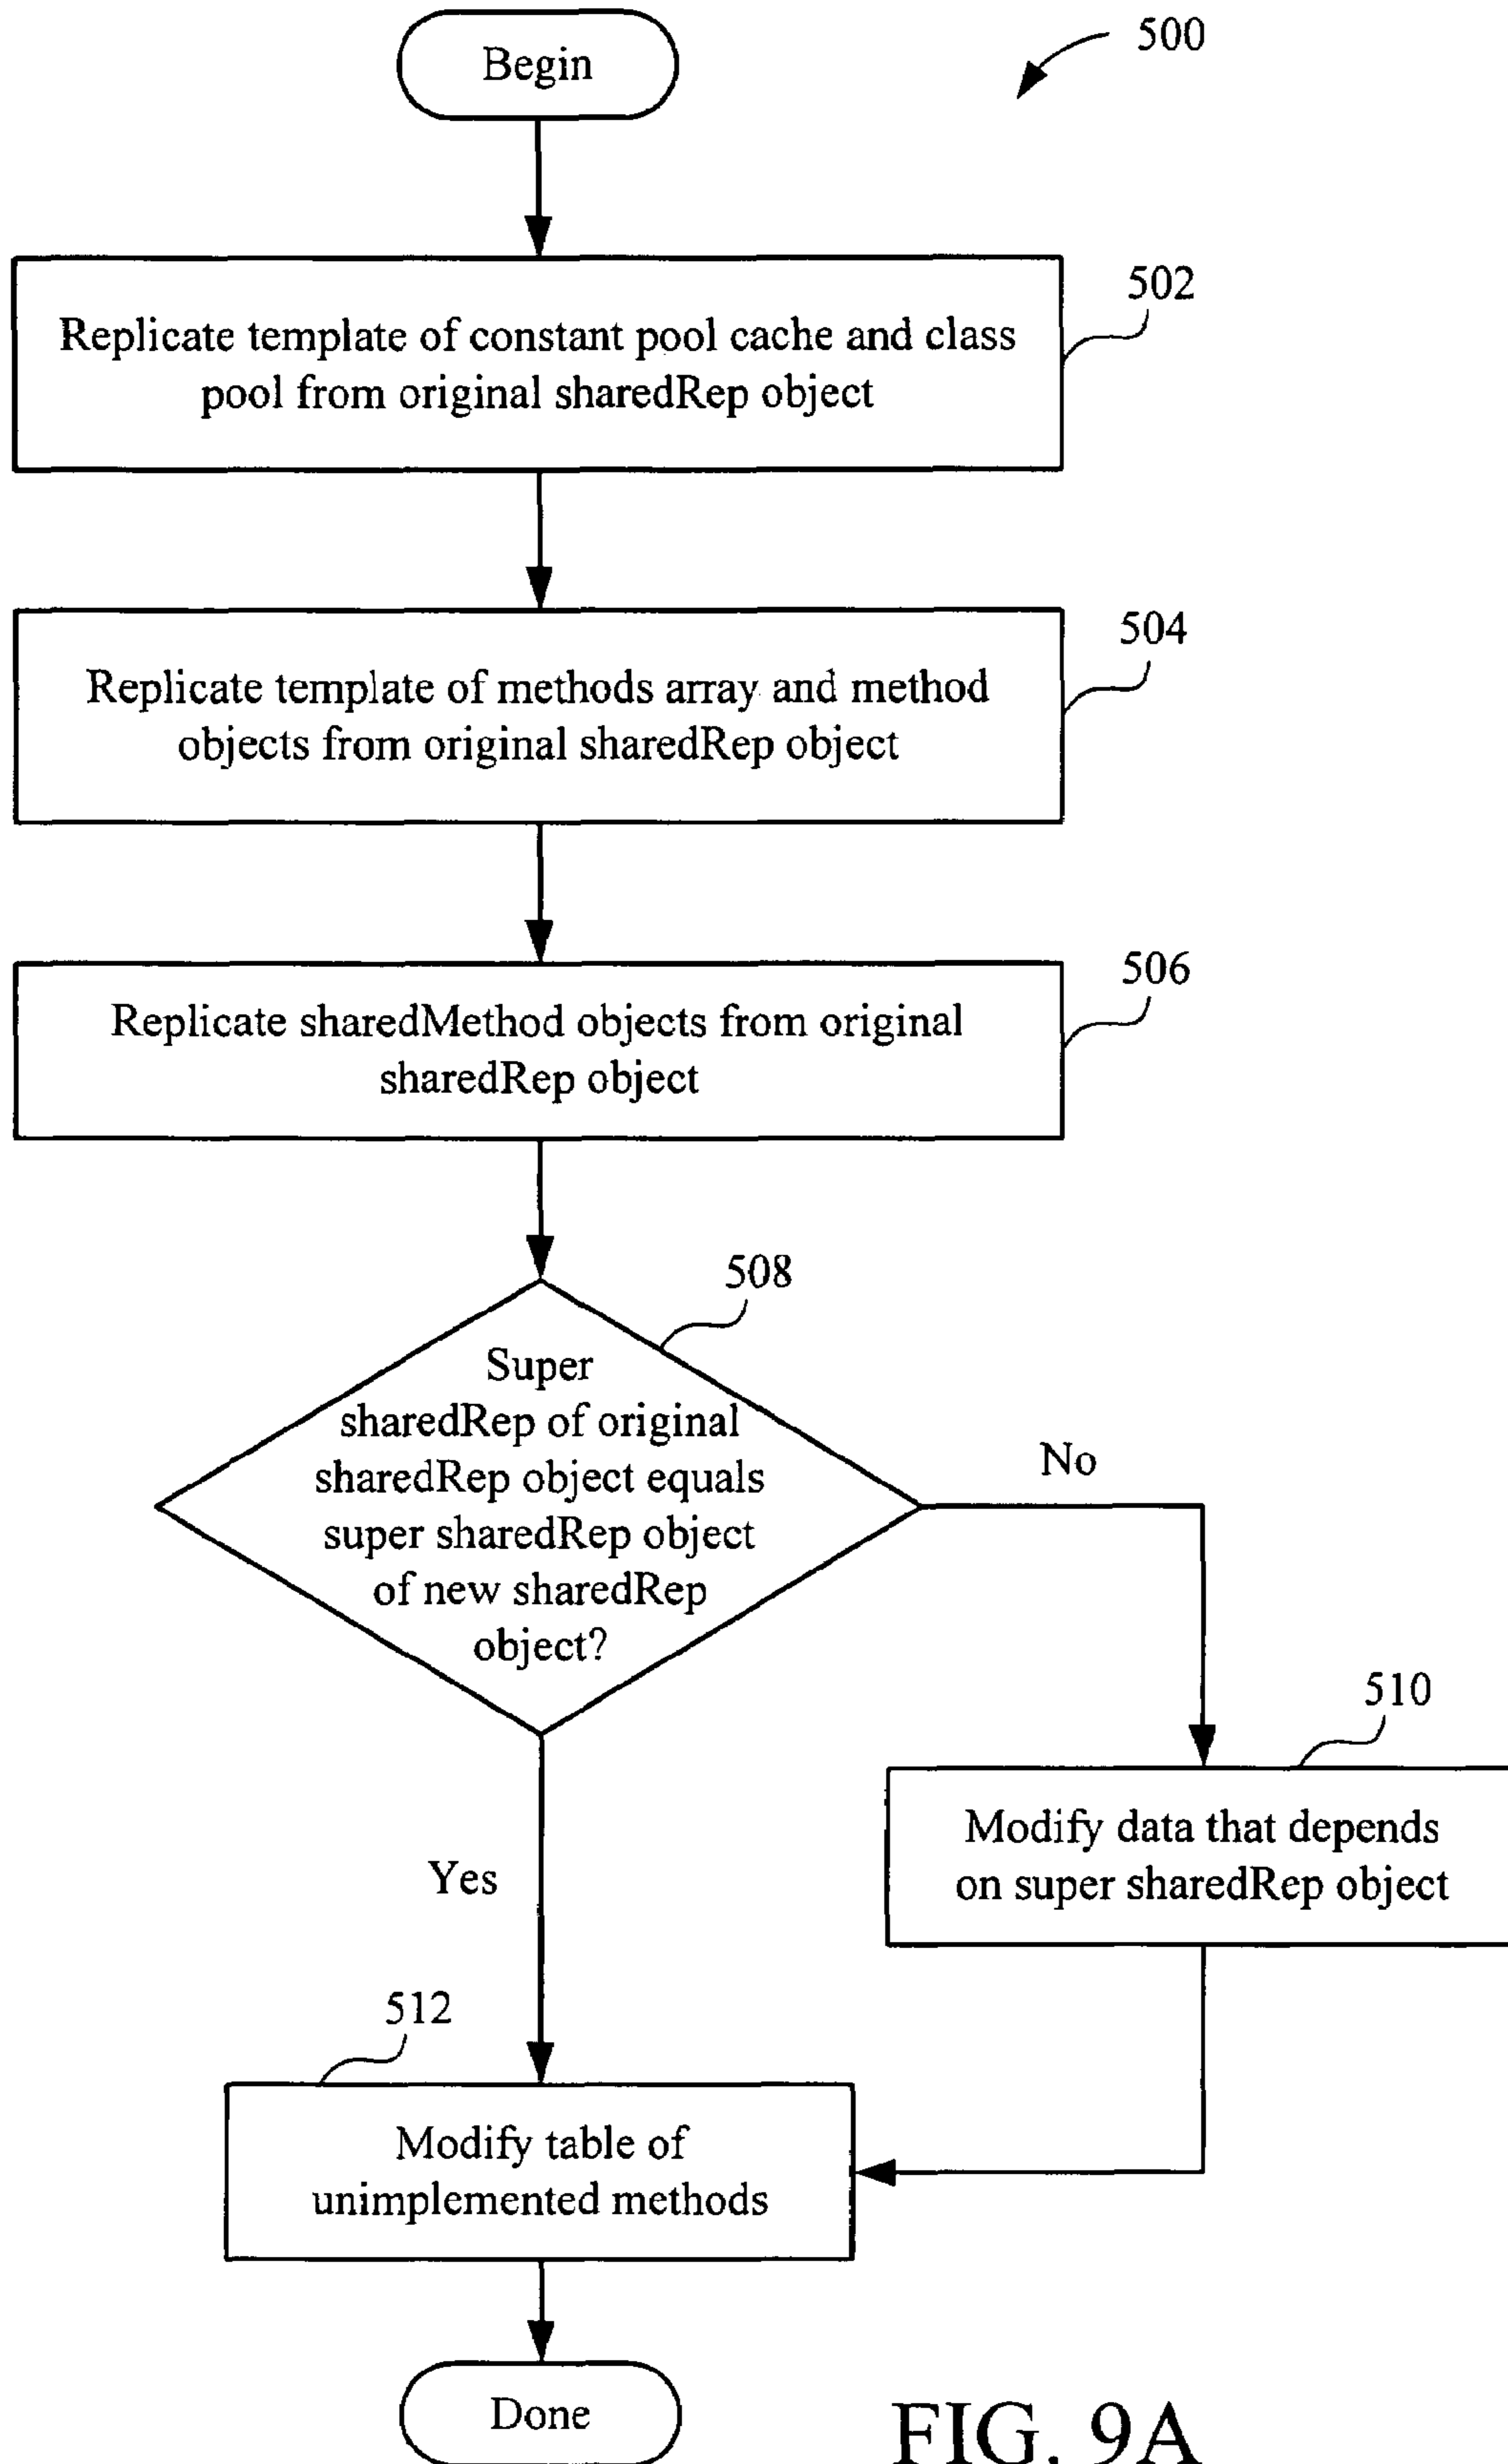 Begin
500
502
Replicate template of constant pool cache and class
pool from original sharedRep object
504
Replicate template of methods array and method
objects from original sharedRep object
506
Replicate sharedMethod objects from original
sharedRep object
508
Super
sharedRep of original
sharedRep object equals
super sharedRep object
of new sharedRep
object?
No
510
Modify data that depends
on super sharedRep object
Yes
512
Modify table of
unimplemented methods
Done
FIG. 9A